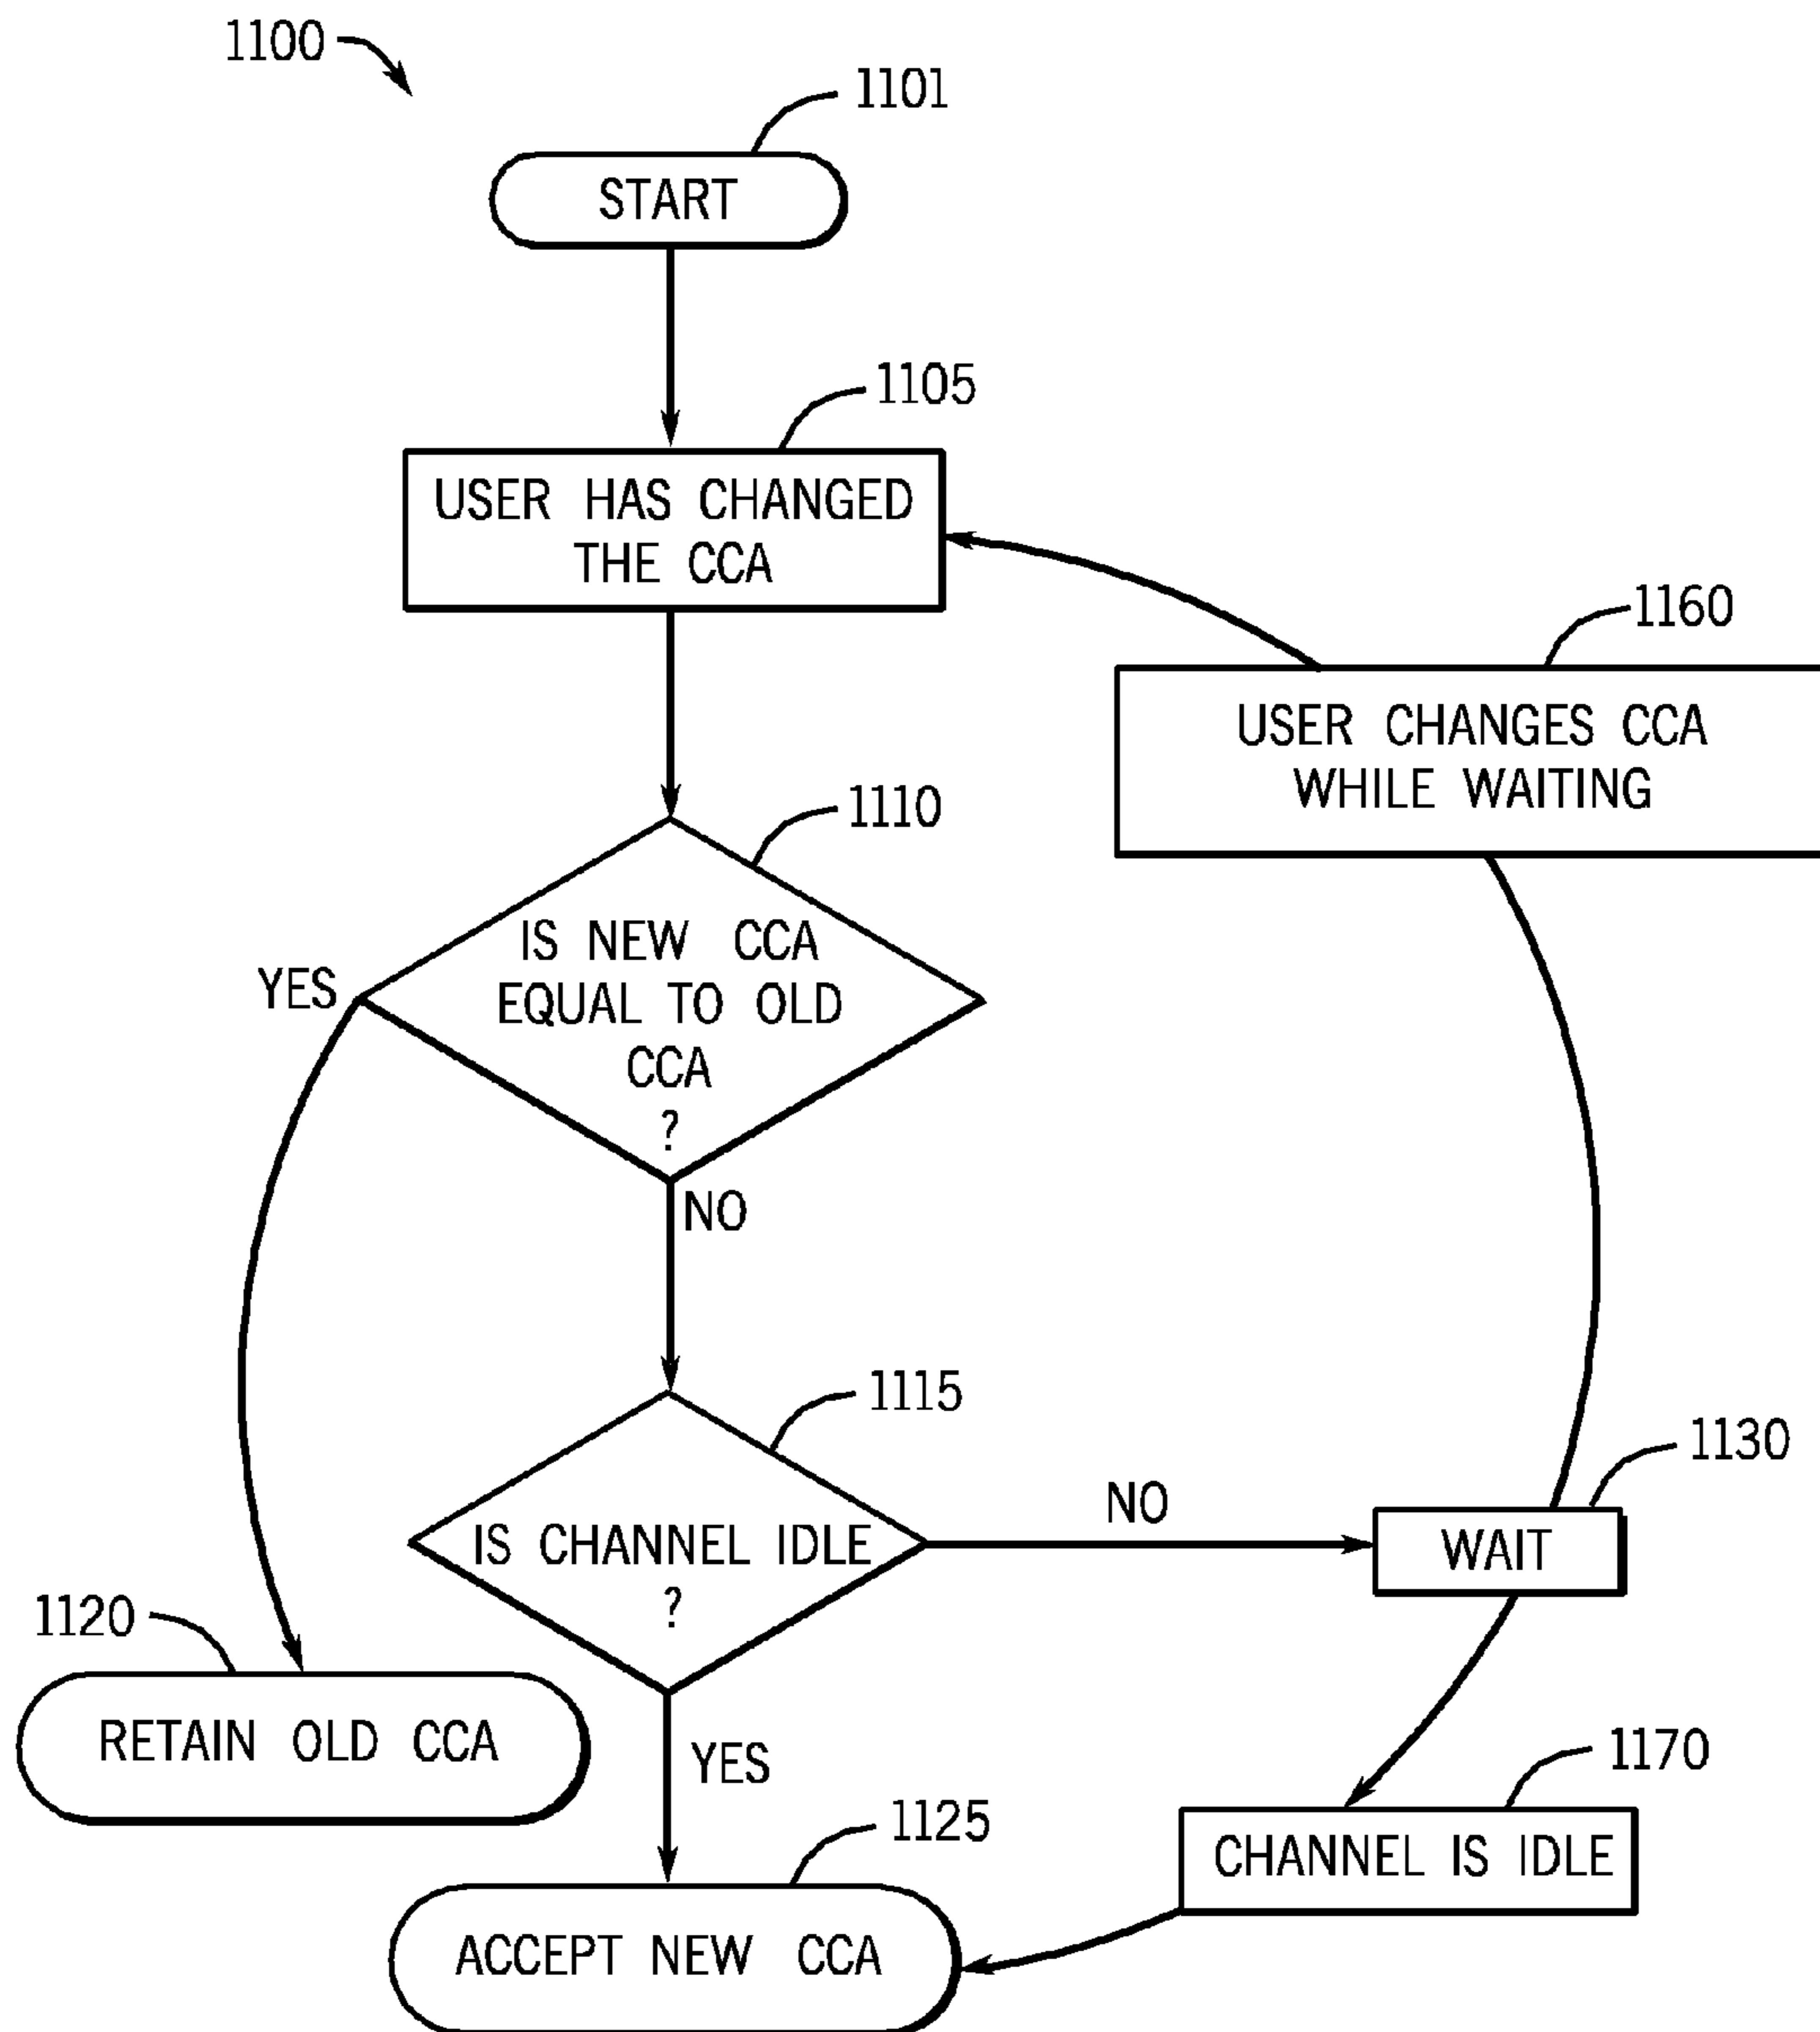 1100
1101
START
1105
USER HAS CHANGED
THE CCA
1160
USER CHANGES CCA
WHILE WAITING
1110
IS NEW CCA
EQUAL TO OLD
CCA
?
YES
NO
1115
IS CHANNEL IDLE
?
NO
1130
WAIT
1120
RETAIN OLD CCA
YES
1170
CHANNEL IS IDLE
1125
ACCEPT NEW CCA